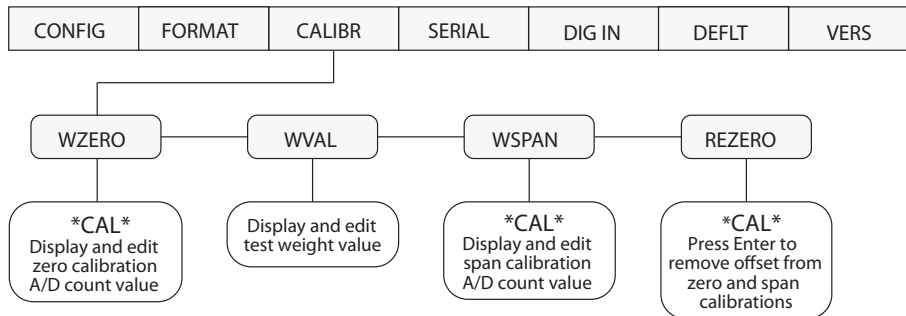 CONFIG FORMAT CALIBR SERIAL DIG IN DEFLT VERS
WZERO WVAL WSPAN REZERO
*CAL*
Display and edit
zero calibration
A/D count value
Display and edit
test weight value
*CAL*
Display and edit
span calibration
A/D count value
*CAL*
Press Enter to
remove offset from
zero and span
calibrations